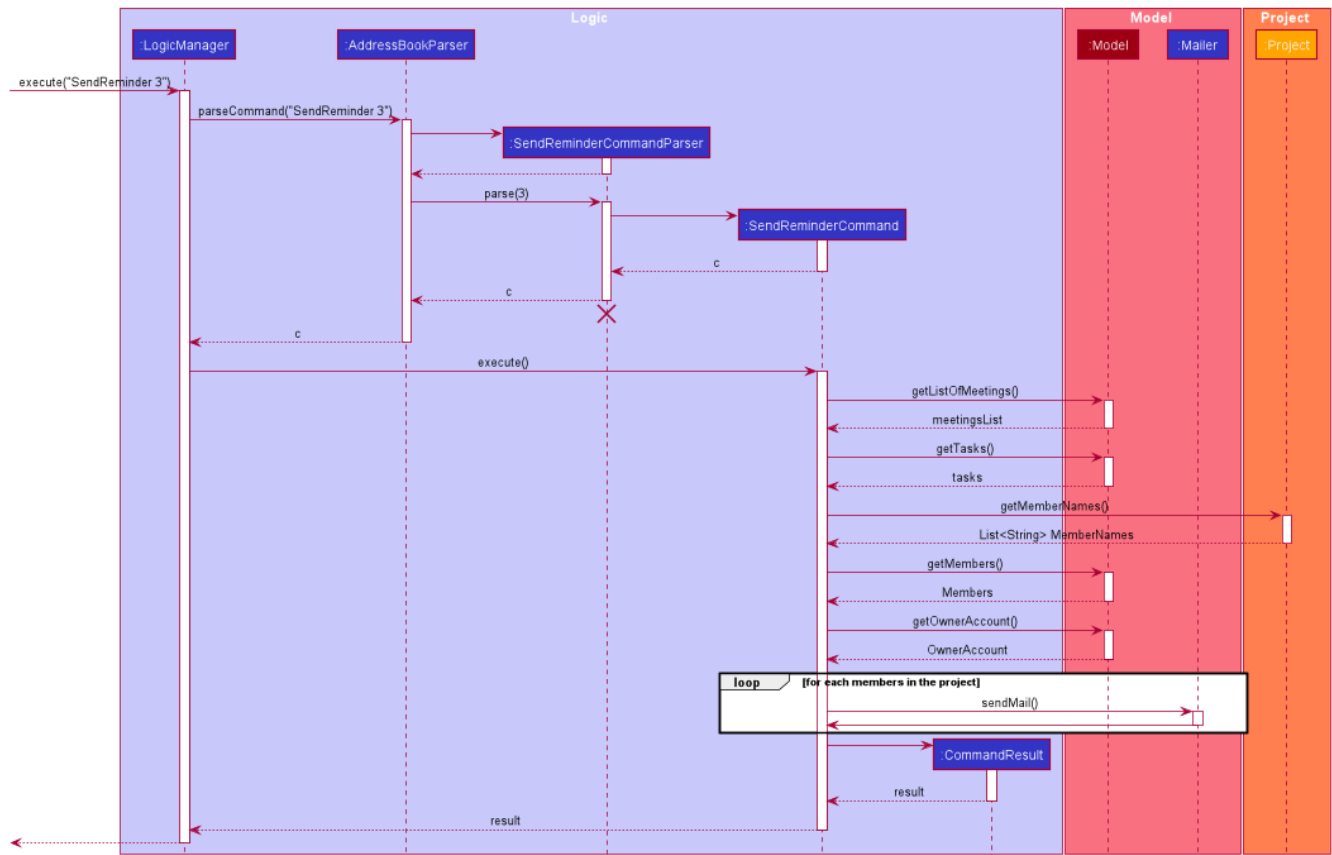 Logic
Model
Project
:LogicManager
:AddressBookParser
:Model
:Mailer
:Project
execute("SendReminder 3")
parseCommand("SendReminder 3")
:SendReminderCommandParser
parse(3)
:SendReminderCommand
c
c
c
execute()
getListOfMeetings()
meetingsList
getTasks()
tasks
getMemberNames()
List<String> MemberNames
getMembers()
Members
getOwnerAccount()
OwnerAccount
loop [for each members in the project]
sendMail()
:CommandResult
result
result